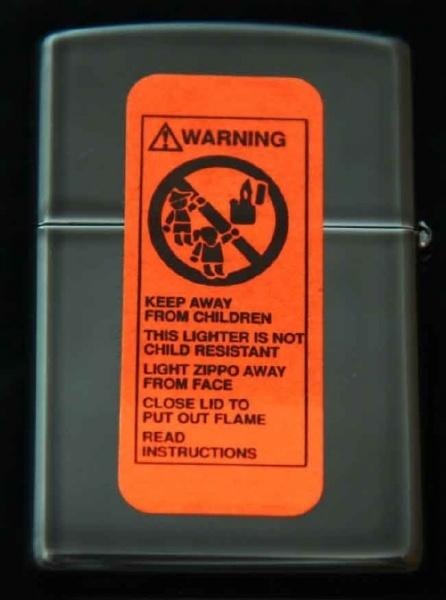 WARNING
KEEP AWAY
FROM CHILDREN
THIS LIGHTER IS NOT
CHILD RESISTANT
LIGHT ZIPPO AWAY
FROM FACE
CLOSE LID TO
PUT OUT FLAME
READ
INSTRUCTIONS